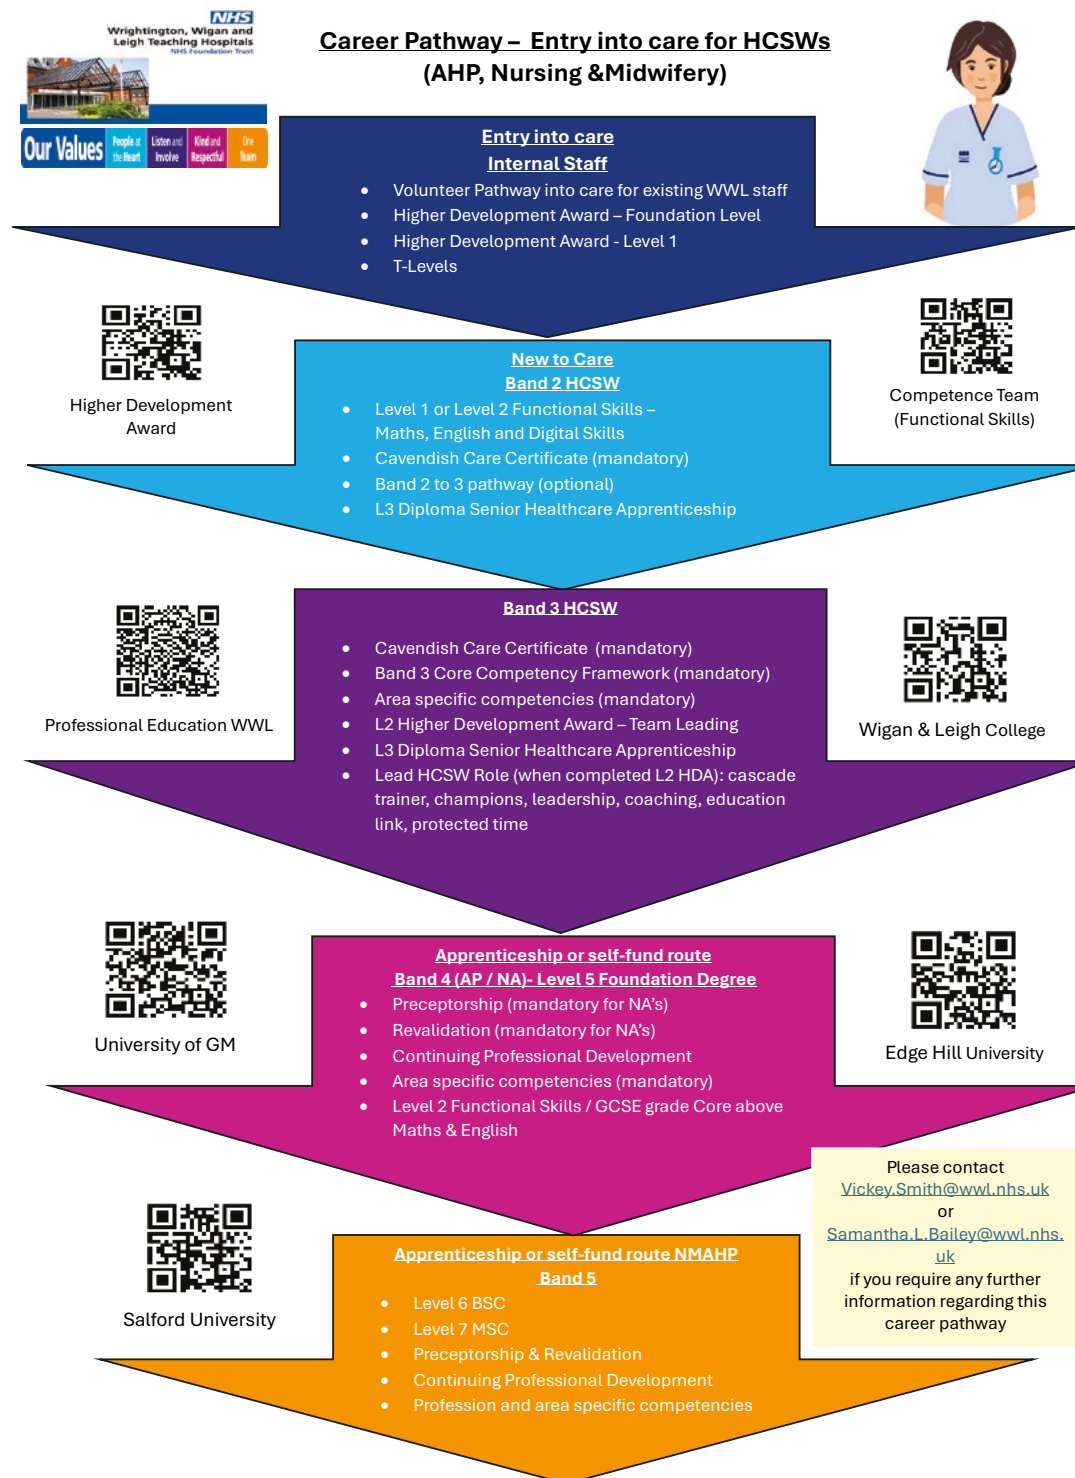 NHS
Wrightington, Wigan and
Leigh Teaching Hospitals
NHS Foundation Trust
Our Values
People at
the Heart
Listen and
Involve
Kind and
Respectful
One
Team
Career Pathway – Entry into care for HCSWs
(AHP, Nursing &Midwifery)
Entry into care
Internal Staff
• Volunteer Pathway into care for existing WWL staff
• Higher Development Award – Foundation Level
• Higher Development Award - Level 1
• T-Levels
Higher Development
Award
Competence Team
(Functional Skills)
New to Care
Band 2 HCSW
• Level 1 or Level 2 Functional Skills –
Maths, English and Digital Skills
• Cavendish Care Certificate (mandatory)
• Band 2 to 3 pathway (optional)
• L3 Diploma Senior Healthcare Apprenticeship
Professional Education WWL
Wigan & Leigh College
Band 3 HCSW
• Cavendish Care Certificate (mandatory)
• Band 3 Core Competency Framework (mandatory)
• Area specific competencies (mandatory)
• L2 Higher Development Award – Team Leading
• L3 Diploma Senior Healthcare Apprenticeship
• Lead HCSW Role (when completed L2 HDA): cascade
trainer, champions, leadership, coaching, education
link, protected time
University of GM
Edge Hill University
Apprenticeship or self-fund route
Band 4 (AP / NA)- Level 5 Foundation Degree
• Preceptorship (mandatory for NA's)
• Revalidation (mandatory for NA's)
• Continuing Professional Development
• Area specific competencies (mandatory)
• Level 2 Functional Skills / GCSE grade Core above
Maths & English
Please contact
Vickey.Smith@wwl.nhs.uk
or
Samantha.L.Bailey@wwl.nhs.
uk
if you require any further
information regarding this
career pathway
Salford University
Apprenticeship or self-fund route NMAHP
Band 5
• Level 6 BSC
• Level 7 MSC
• Preceptorship & Revalidation
• Continuing Professional Development
• Profession and area specific competencies